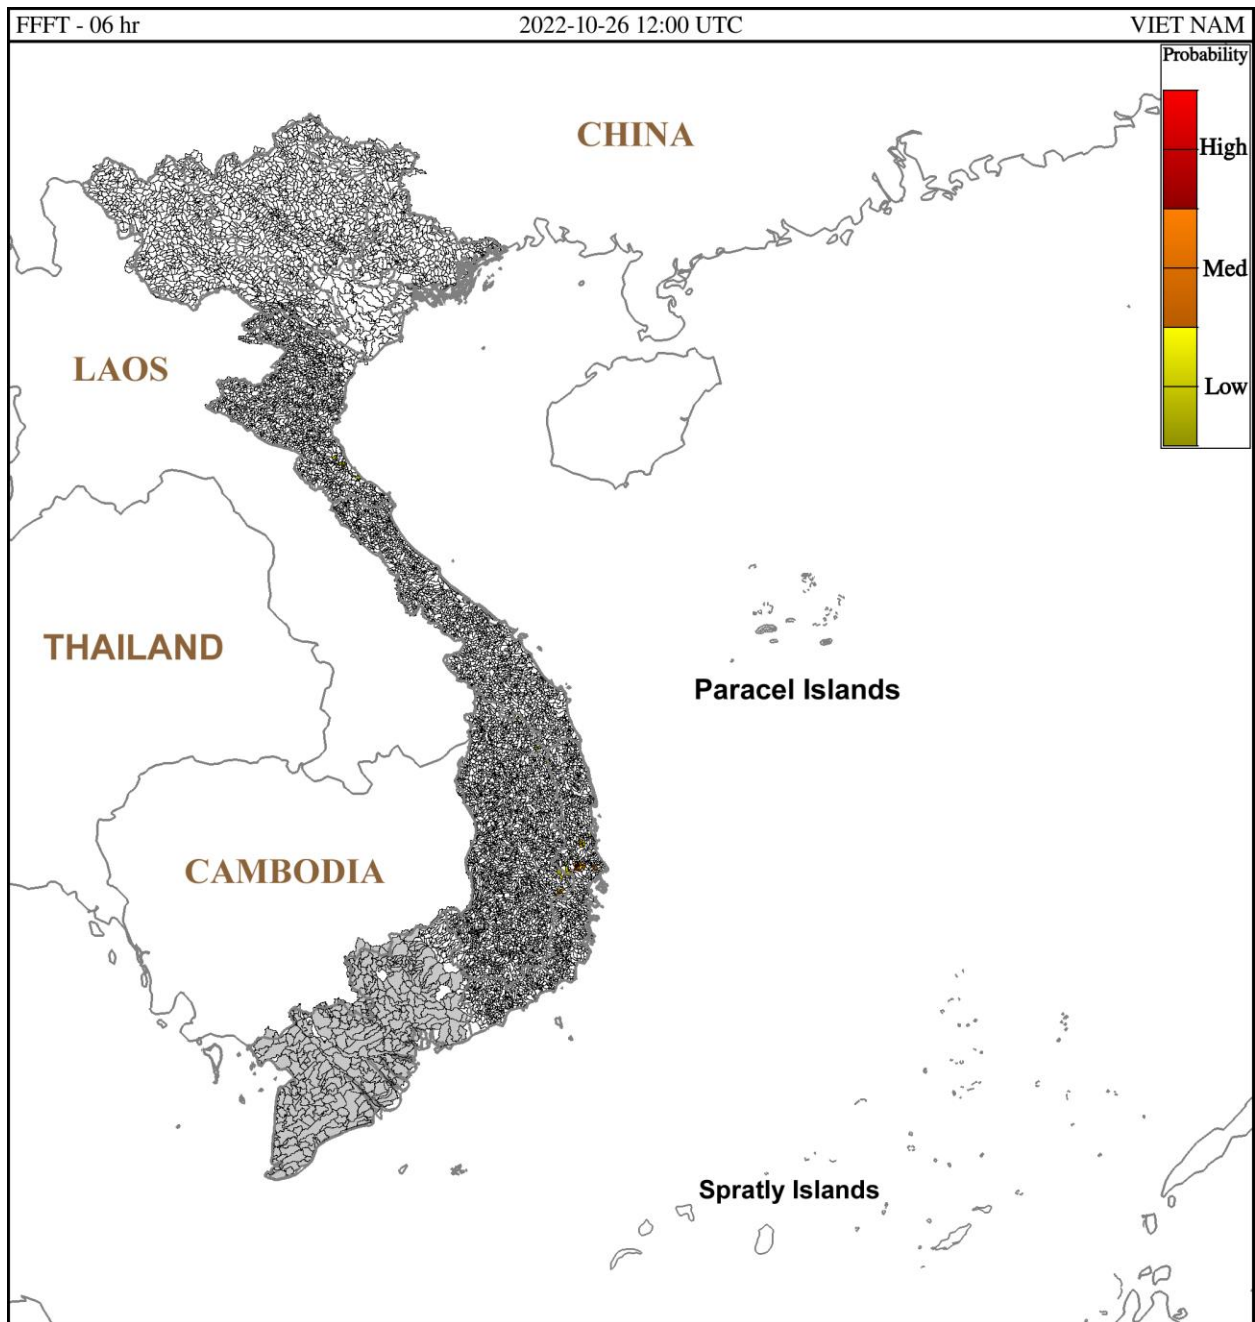 FFFT - 06 hr
2022-10-26 12:00 UTC
VIET NAM
Probability
High
Med
Low
CHINA
LAOS
THAILAND
Paracel Islands
CAMBODIA
Spratly Islands